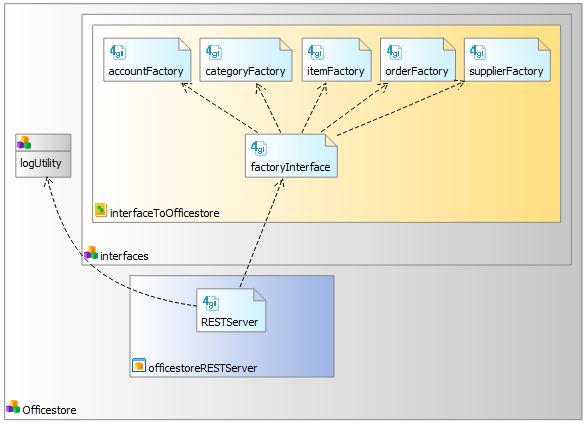 4gl 4gl 4gl 4gl 4gl
accountFactory categoryFactory itemFactory orderFactory supplierFactory
4gl
logUtility
factoryInterface
interfaceToOfficestore
interfaces
4gl
RESTServer
officestoreRESTServer
Officestore